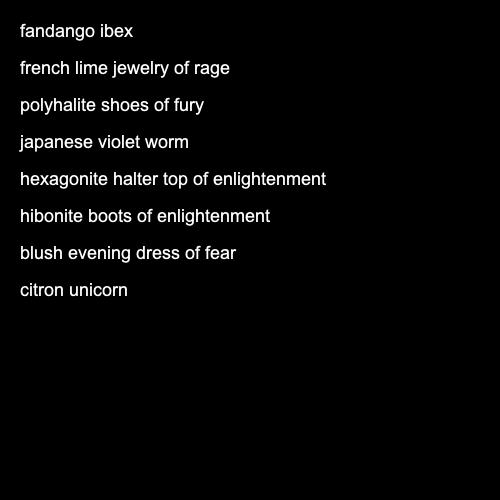 fandango ibex
french lime jewelry of rage
polyhalite shoes of fury
japanese violet worm
hexagonite halter top of enlightenment
hibonite boots of enlightenment
blush evening dress of fear
citron unicorn